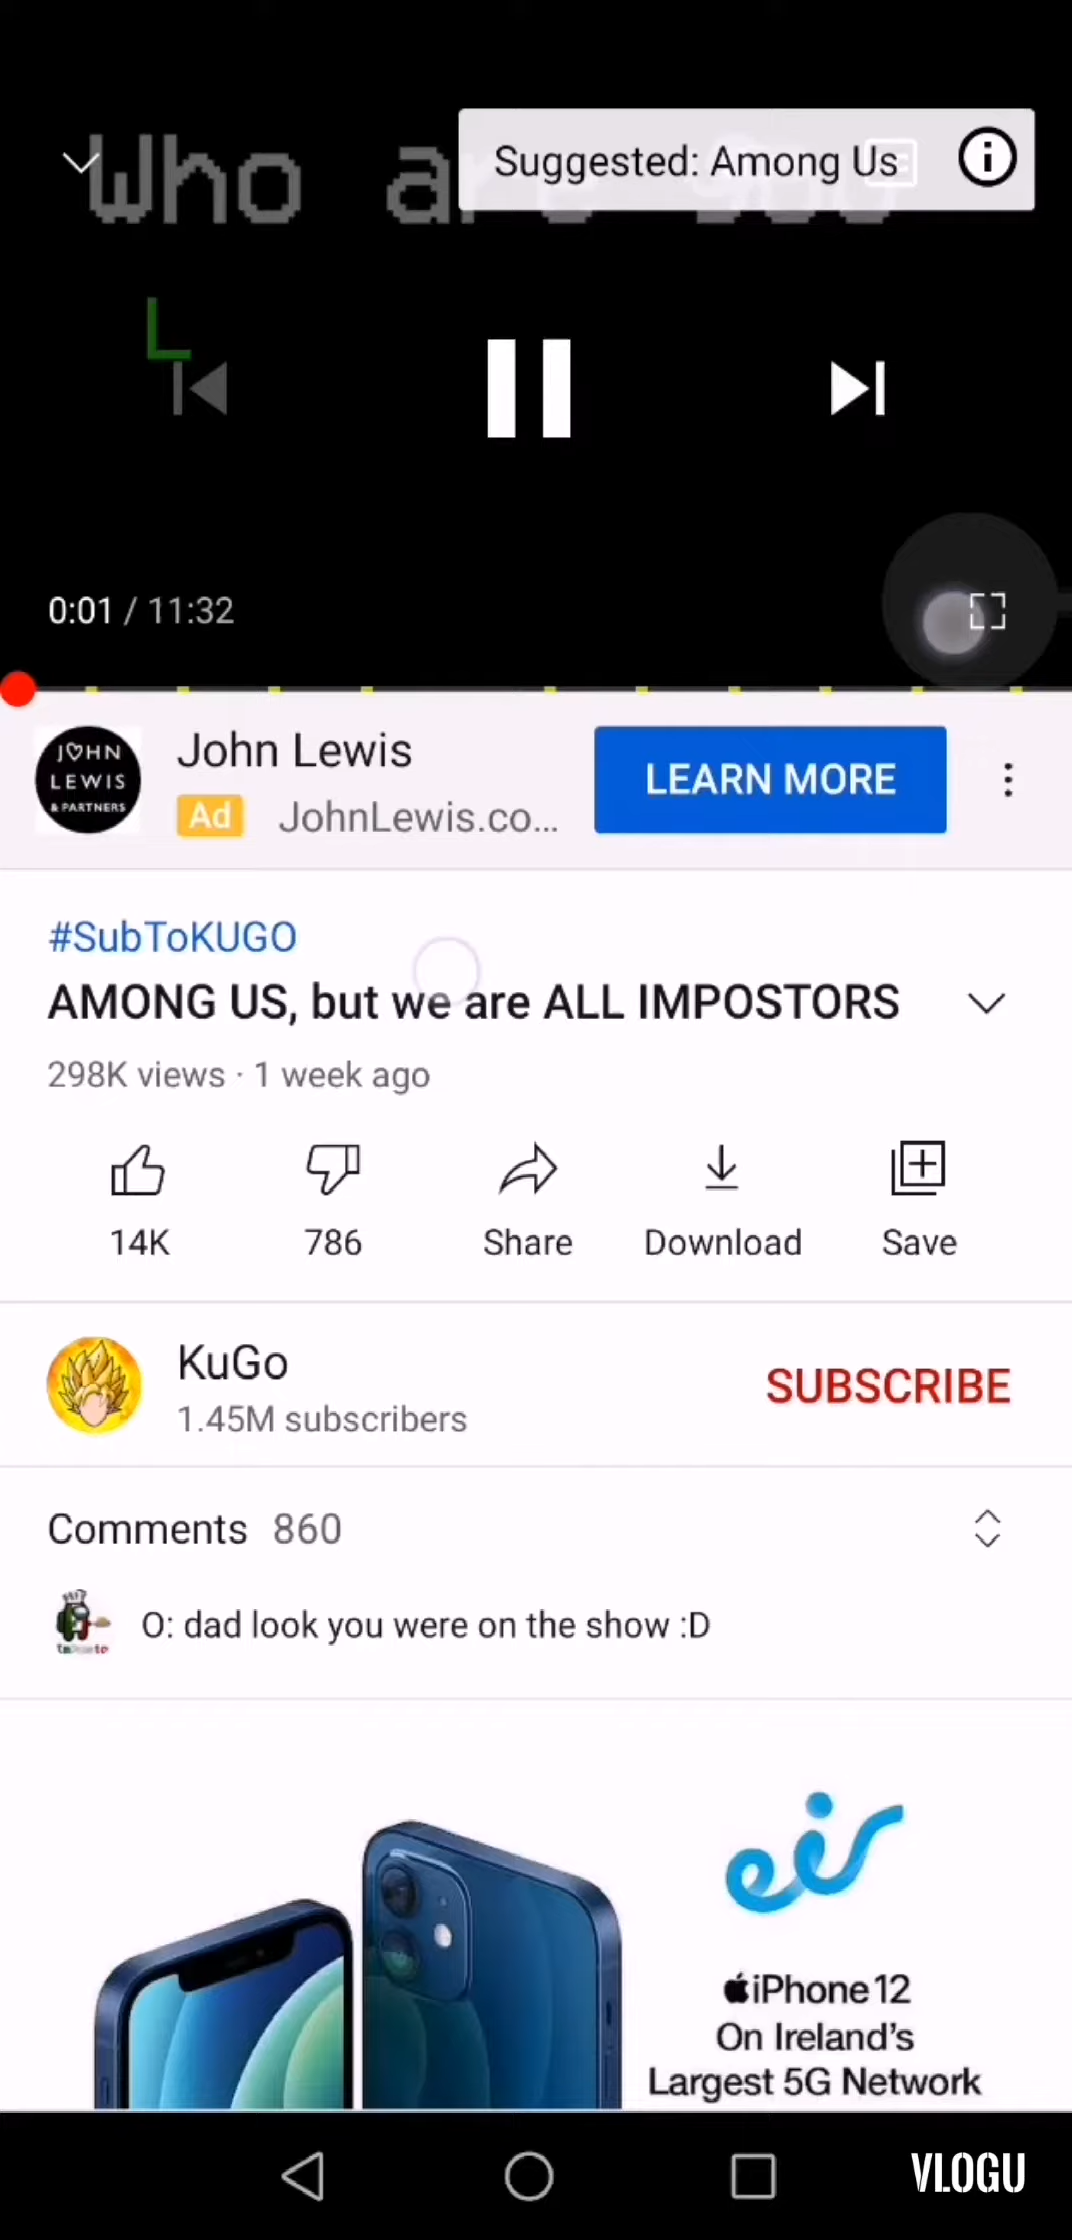 Who are you
Suggested: Among Us
L
0:01 / 11:32
JOHN
LEWIS
& PARTNERS
John Lewis
Ad JohnLewis.co...
LEARN MORE
#SubToKUGO
AMONG US, but we are ALL IMPOSTORS
298K views · 1 week ago
14K
786
Share
Download
Save
KuGo
1.45M subscribers
SUBSCRIBE
Comments 860
O: dad look you were on the show :D
eir
iPhone 12
On Ireland's
Largest 5G Network
VLOGU